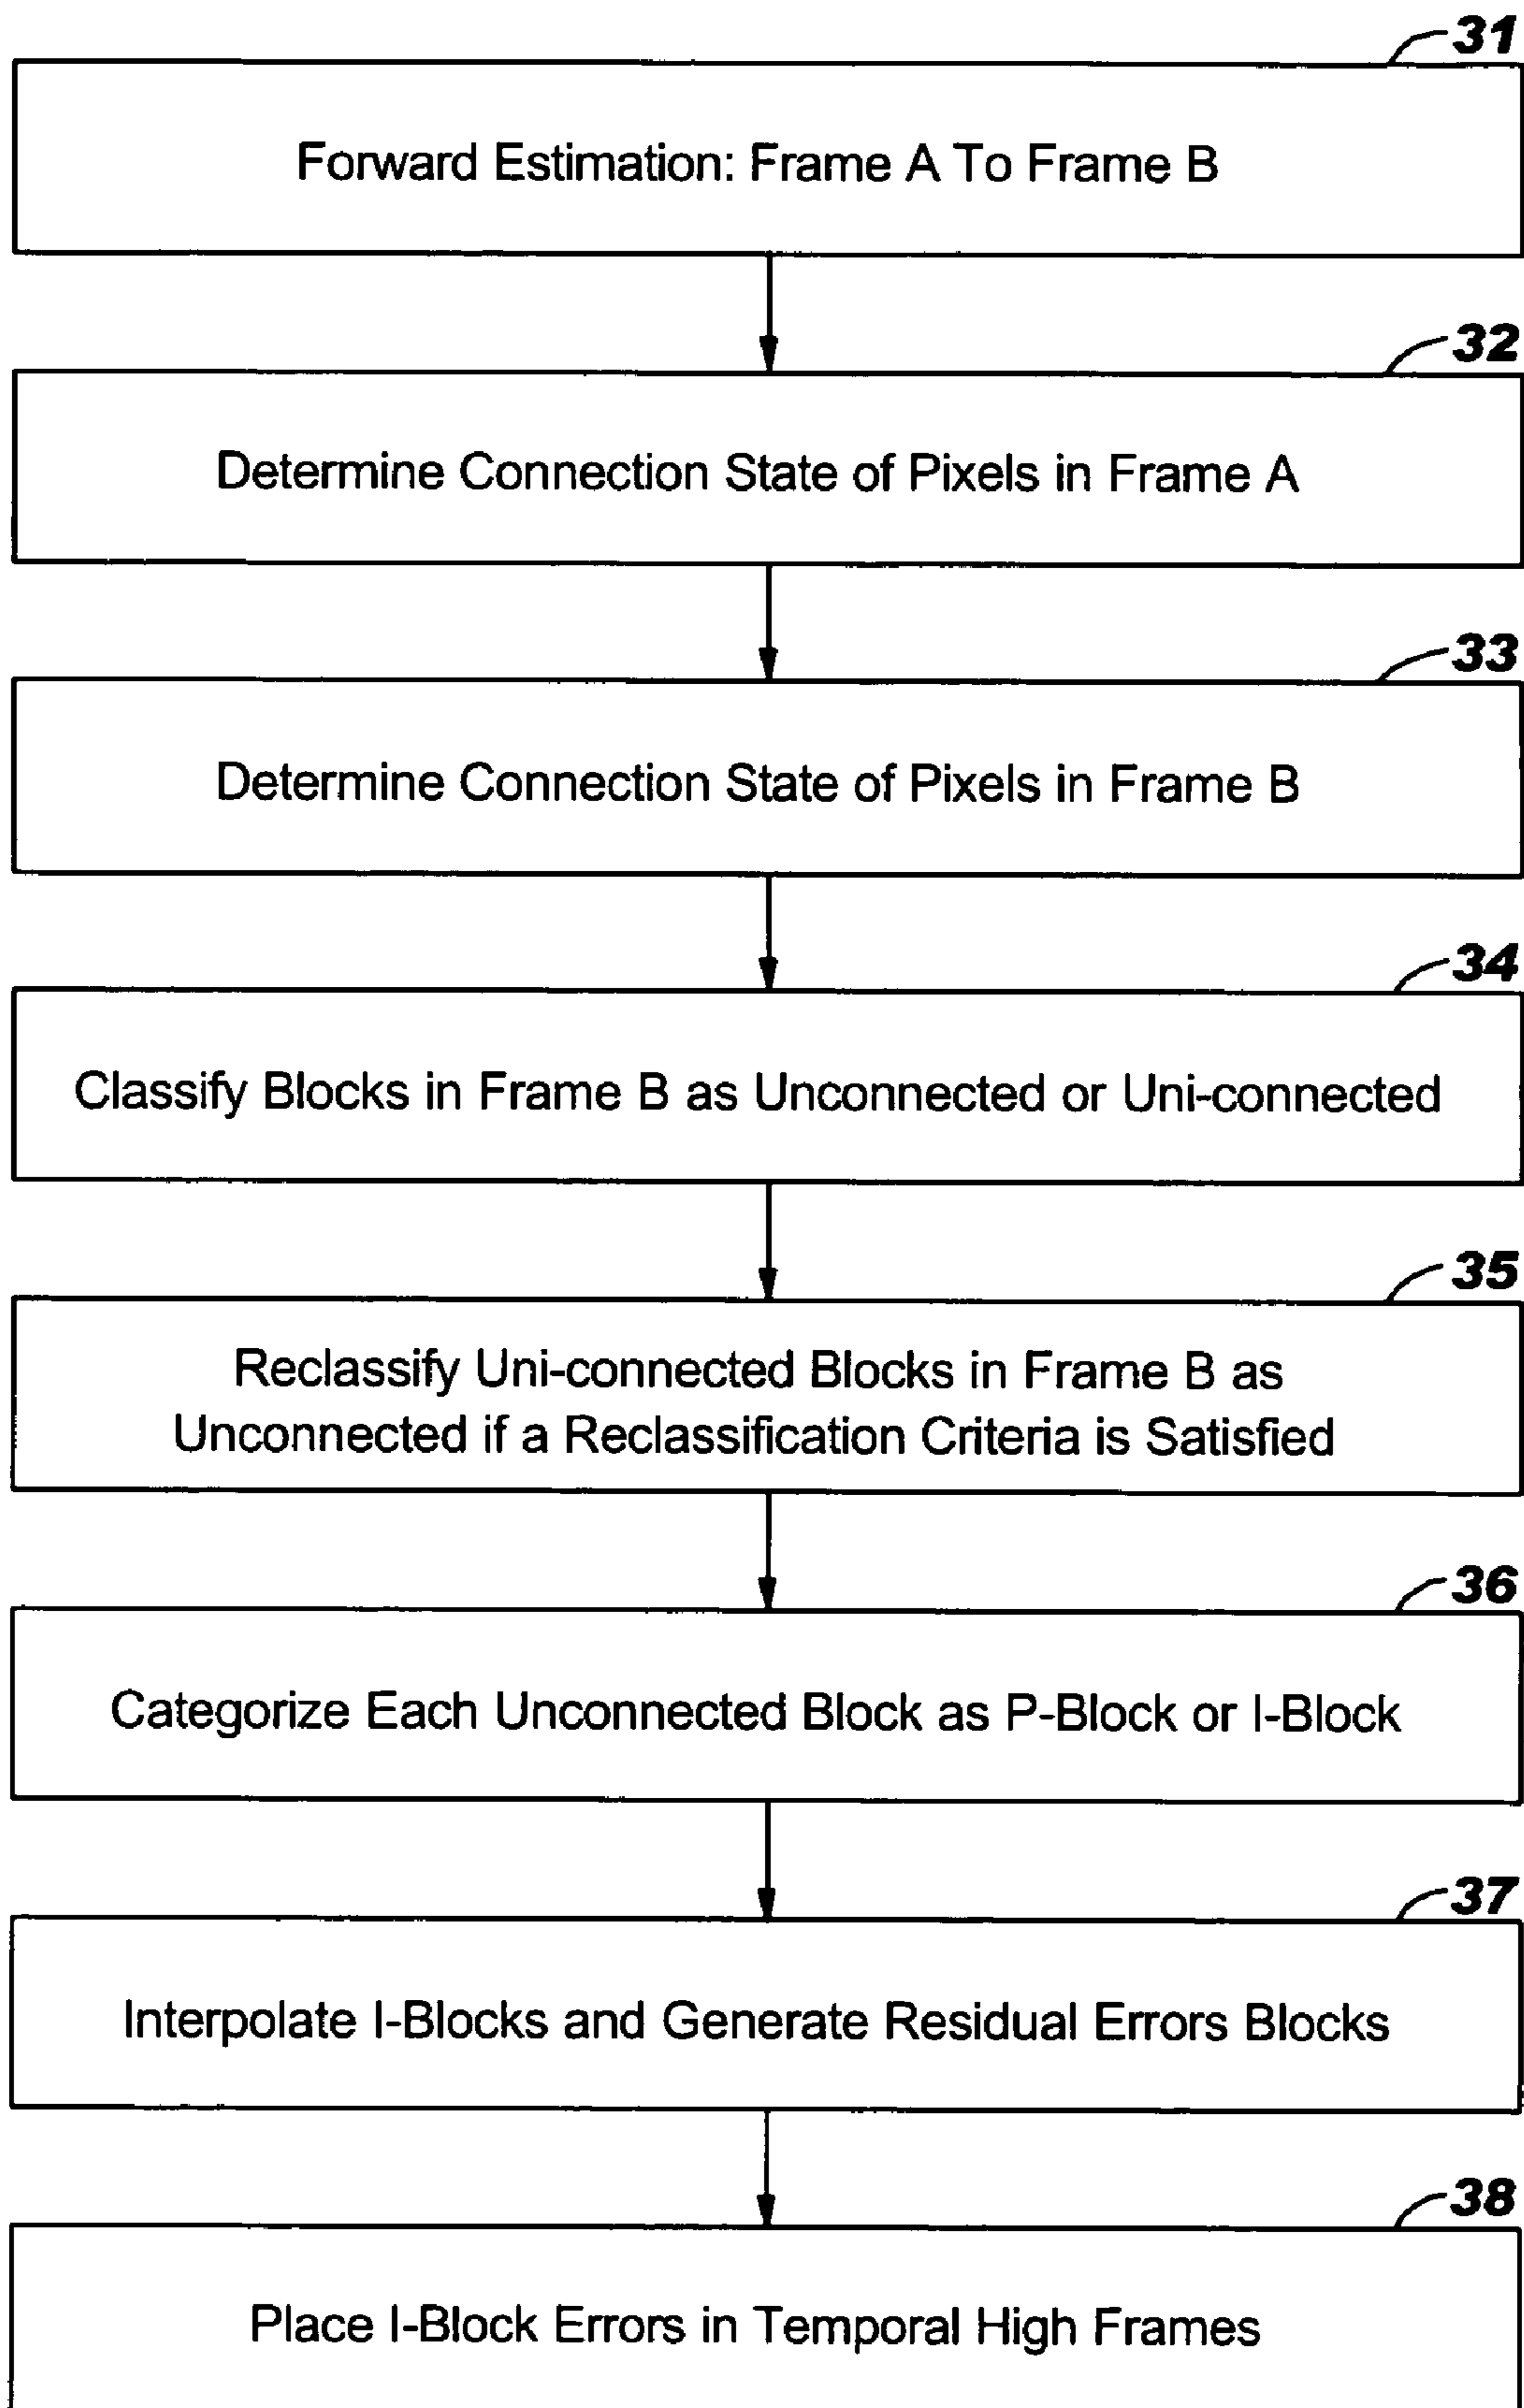 31
Forward Estimation: Frame A To Frame B
32
Determine Connection State of Pixels in Frame A
33
Determine Connection State of Pixels in Frame B
34
Classify Blocks in Frame B as Unconnected or Uni-connected
35
Reclassify Uni-connected Blocks in Frame B as
Unconnected if a Reclassification Criteria is Satisfied
36
Categorize Each Unconnected Block as P-Block or I-Block
37
Interpolate I-Blocks and Generate Residual Errors Blocks
38
Place I-Block Errors in Temporal High Frames